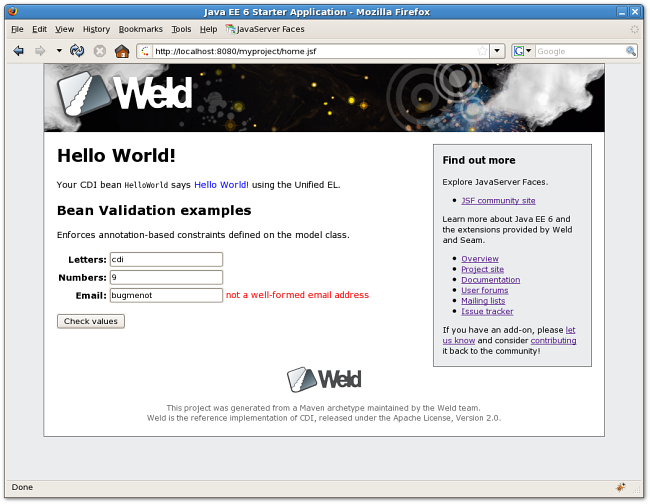 Java EE 6 Starter Application - Mozilla Firefox
File Edit View History Bookmarks Tools Help JavaServer Faces
http://localhost:8080/myproject/home.jsf
Google
Weld
Hello World!
Your CDI bean HelloWorld says Hello World! using the Unified EL.
Bean Validation examples
Enforces annotation-based constraints defined on the model class.
Letters: cdi
Numbers: 9
Email: bugmenot not a well-formed email address
Check values
Find out more
Explore JavaServer Faces.
JSF community site
Learn more about Java EE 6 and
the extensions provided by Weld
and Seam.
Overview
Project site
Documentation
User forums
Mailing lists
Issue tracker
If you have an add-on, please let
us know and consider contributing
it back to the community!
Weld
This project was generated from a Maven archetype maintained by the Weld team.
Weld is the reference implementation of CDI, released under the Apache License, Version 2.0.
Done